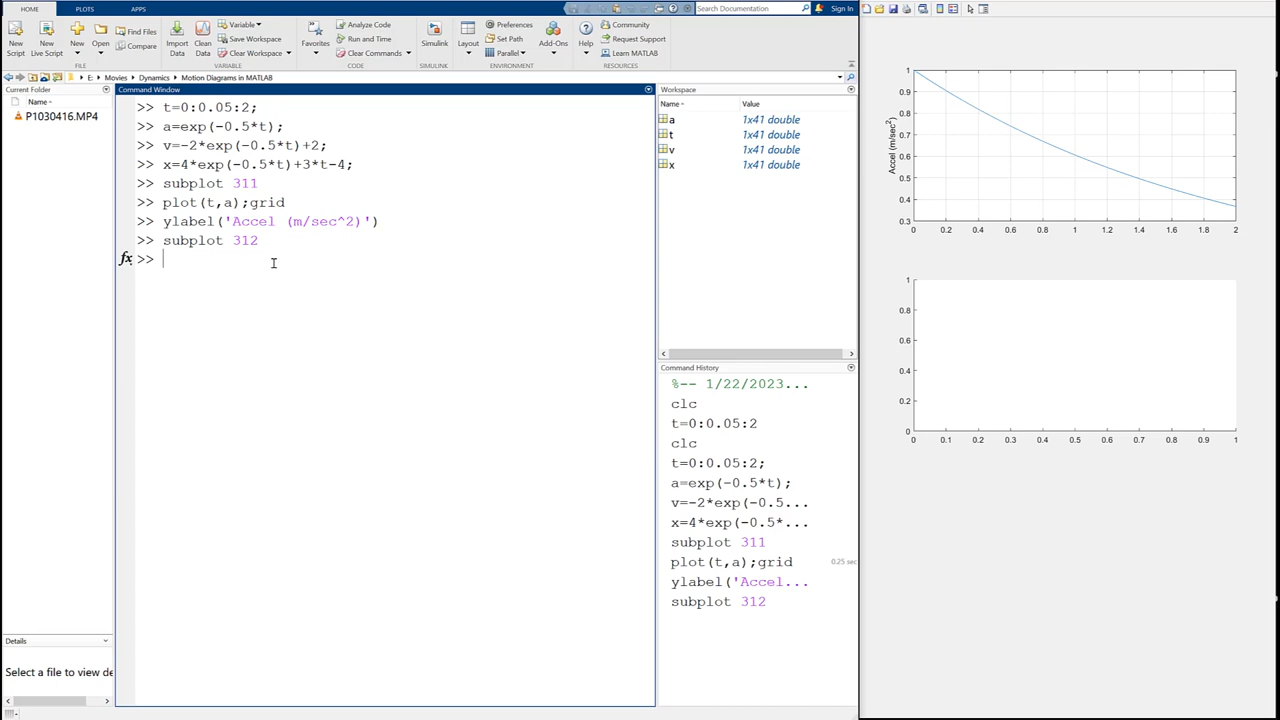 HOME PLOTS APPS
Search Documentation
Sign In
New Script
New Live Script
New
Open
Find Files
Compare
FILE
Import Data
Clean Data
Variable
Save Workspace
Clear Workspace
VARIABLE
Favorites
Analyze Code
Run and Time
Clear Commands
CODE
Simulink
SIMULINK
Layout
Preferences
Set Path
Parallel
Add-Ons
ENVIRONMENT
Help
Community
Request Support
Learn MATLAB
RESOURCES
E: Movies Dynamics Motion Diagrams in MATLAB
Current Folder
Name
P1030416.MP4
Details
Select a file to view de
Command Window
>> t=0:0.05:2;
>> a=exp(-0.5*t);
>> v=-2*exp(-0.5*t)+2;
>> x=4*exp(-0.5*t)+3*t-4;
>> subplot 311
>> plot(t,a);grid
>> ylabel('Accel (m/sec^2)')
>> subplot 312
fx >>
Workspace
Name Value
a 1x41 double
t 1x41 double
v 1x41 double
x 1x41 double
Command History
%-- 1/22/2023...
clc
t=0:0.05:2
clc
t=0:0.05:2;
a=exp(-0.5*t);
v=-2*exp(-0.5...
x=4*exp(-0.5*...
subplot 311
plot(t,a);grid 0.25 sec
ylabel('Accel...
subplot 312
Accel (m/sec²)
1
0.9
0.8
0.7
0.6
0.5
0.4
0.3
0 0.2 0.4 0.6 0.8 1 1.2 1.4 1.6 1.8 2
1
0.8
0.6
0.4
0.2
0
0 0.1 0.2 0.3 0.4 0.5 0.6 0.7 0.8 0.9 1